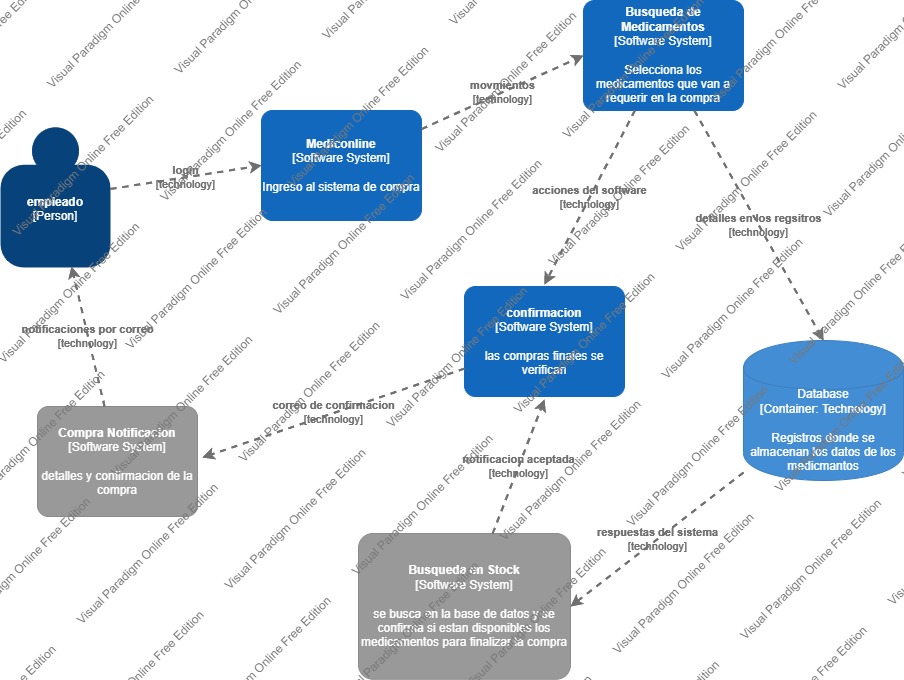 Busqueda de
Medicamentos
[Software System]
Selecciona los
medicamentos que van a
requerir en la compra
movmientos
[technology]
Mediconline
[Software System]
Ingreso al sistema de compra
login
[technology]
empleado
[Person]
acciones del software
[technology]
detalles en los regsitros
[technology]
confirmacion
[Software System]
las compras finales se
verifican
notificaciones por correo
[technology]
Database
[Container: Technology]
Registros donde se
almacenan los datos de los
medicmantos
correo de confirmacion
[technology]
Compra Notificacion
[Software System]
detalles y comfirmacion de la
compra
notificacion aceptada
[technology]
respuestas del sistema
[technology]
Busqueda en Stock
[Software System]
se busca en la base de datos y se
confirma si estan disponibles los
medicamentos para finalizar la compra
Visual Paradigm Online Free Edition